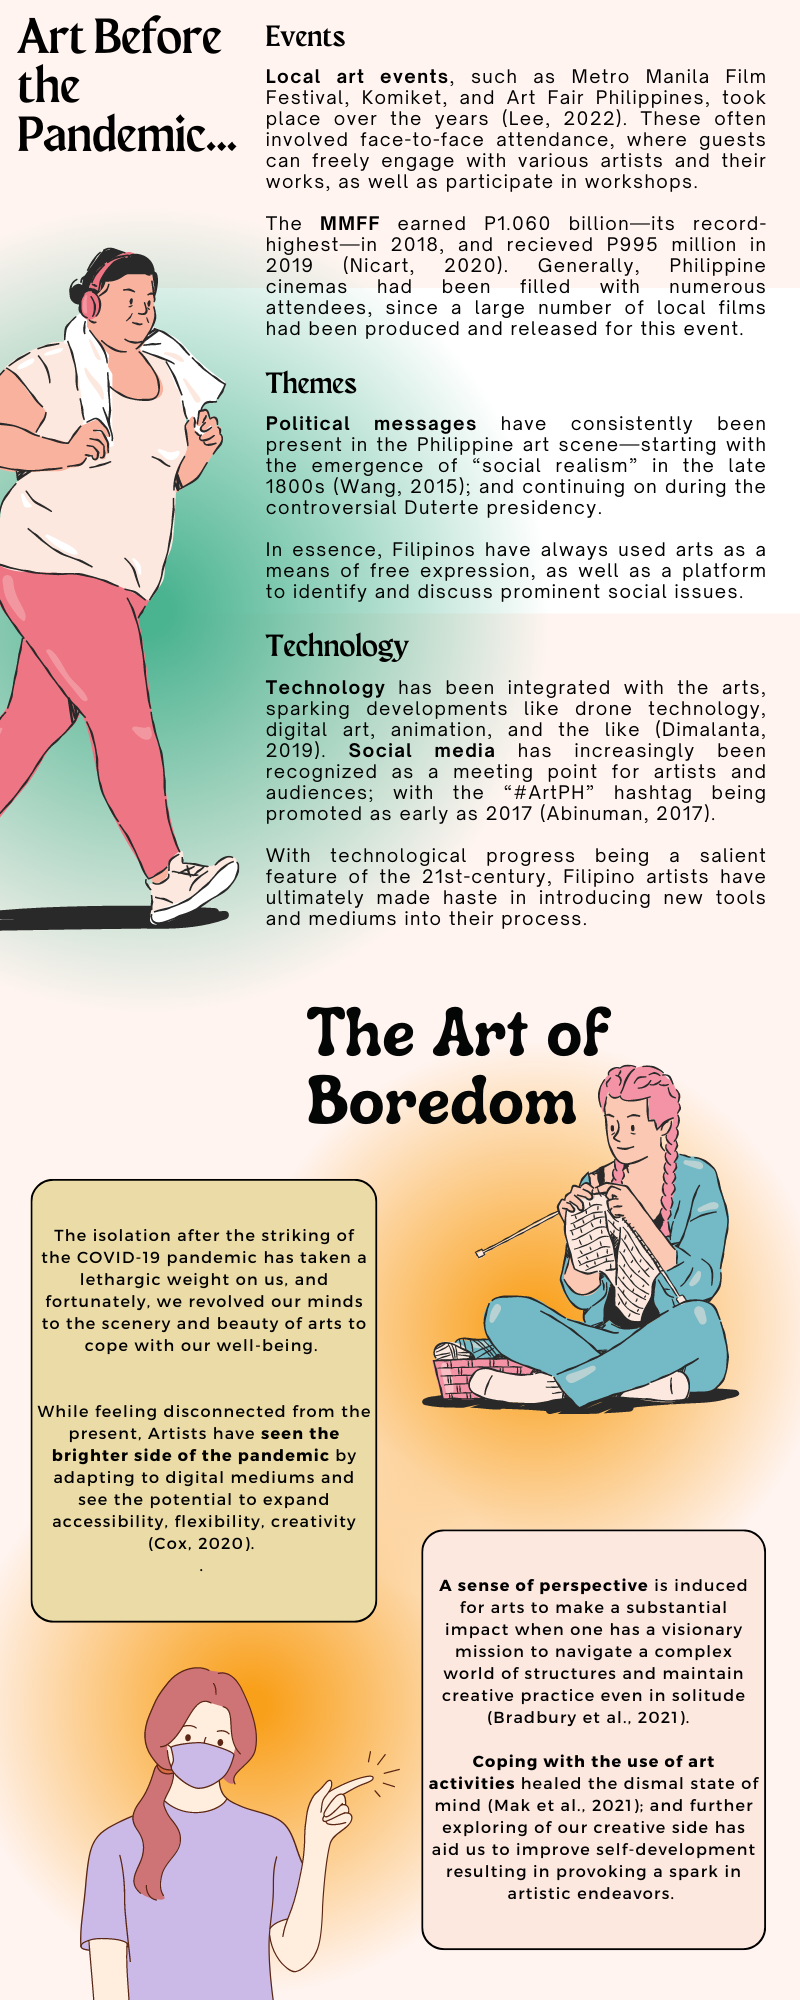 Art Before
the
Pandemic...
Events
Local art events, such as Metro Manila Film
Festival, Komiket, and Art Fair Philippines, took
place over the years (Lee, 2022). These often
involved face-to-face attendance, where guests
can freely engage with various artists and their
works, as well as participate in workshops.
The MMFF earned P1.060 billion—its record-
highest—in 2018, and recieved P995 million in
2019 (Nicart, 2020). Generally, Philippine
cinemas had been filled with numerous
attendees, since a large number of local films
had been produced and released for this event.
Themes
Political messages have consistently been
present in the Philippine art scene—starting with
the emergence of “social realism” in the late
1800s (Wang, 2015); and continuing on during the
controversial Duterte presidency.
In essence, Filipinos have always used arts as a
means of free expression, as well as a platform
to identify and discuss prominent social issues.
Technology
Technology has been integrated with the arts,
sparking developments like drone technology,
digital art, animation, and the like (Dimalanta,
2019). Social media has increasingly been
recognized as a meeting point for artists and
audiences; with the “#ArtPH” hashtag being
promoted as early as 2017 (Abinuman, 2017).
With technological progress being a salient
feature of the 21st-century, Filipino artists have
ultimately made haste in introducing new tools
and mediums into their process.
The Art of
Boredom
The isolation after the striking of
the COVID-19 pandemic has taken a
lethargic weight on us, and
fortunately, we revolved our minds
to the scenery and beauty of arts to
cope with our well-being.
While feeling disconnected from the
present, Artists have seen the
brighter side of the pandemic by
adapting to digital mediums and
see the potential to expand
accessibility, flexibility, creativity
(Cox, 2020).
.
A sense of perspective is induced
for arts to make a substantial
impact when one has a visionary
mission to navigate a complex
world of structures and maintain
creative practice even in solitude
(Bradbury et al., 2021).
Coping with the use of art
activities healed the dismal state of
mind (Mak et al., 2021); and further
exploring of our creative side has
aid us to improve self-development
resulting in provoking a spark in
artistic endeavors.